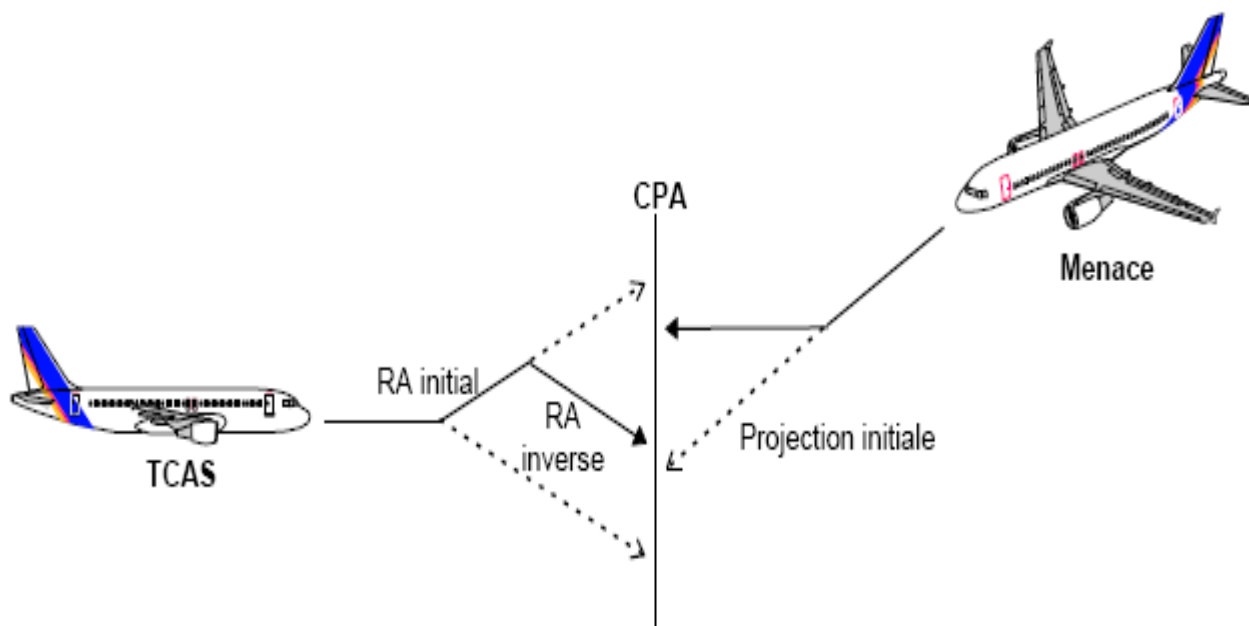 CPA
Menace
RA initial
RA
inverse
Projection initiale
TCAS